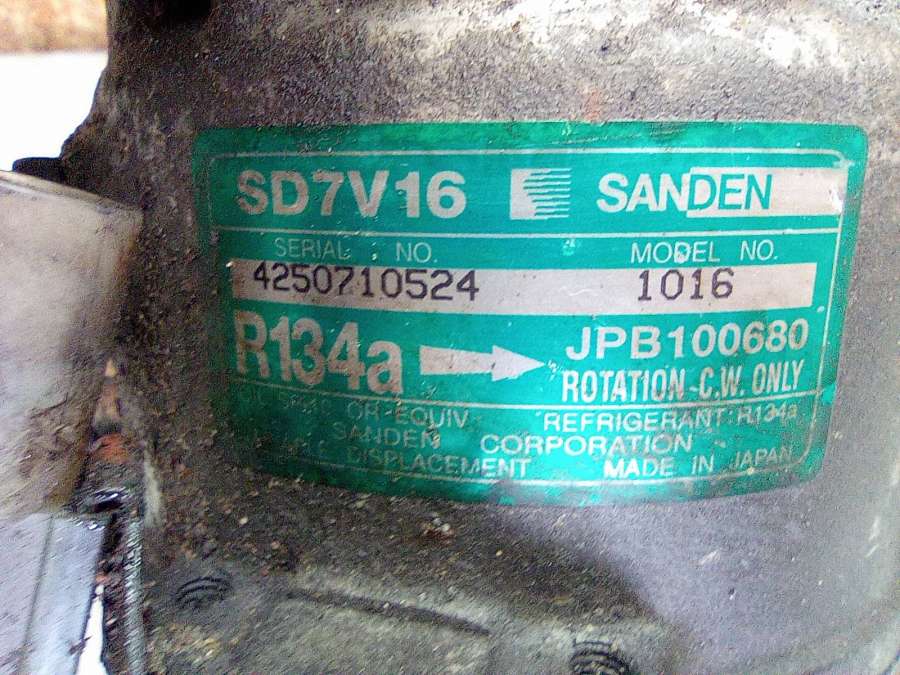 SD7V16 SANDEN
SERIAL NO. MODEL NO.
4250710524 1016
R134a JPB100680
ROTATION-C.W. ONLY
OR EQUIV. REFRIGERANT:R134a
SANDEN CORPORATION
DISPLACEMENT MADE IN JAPAN